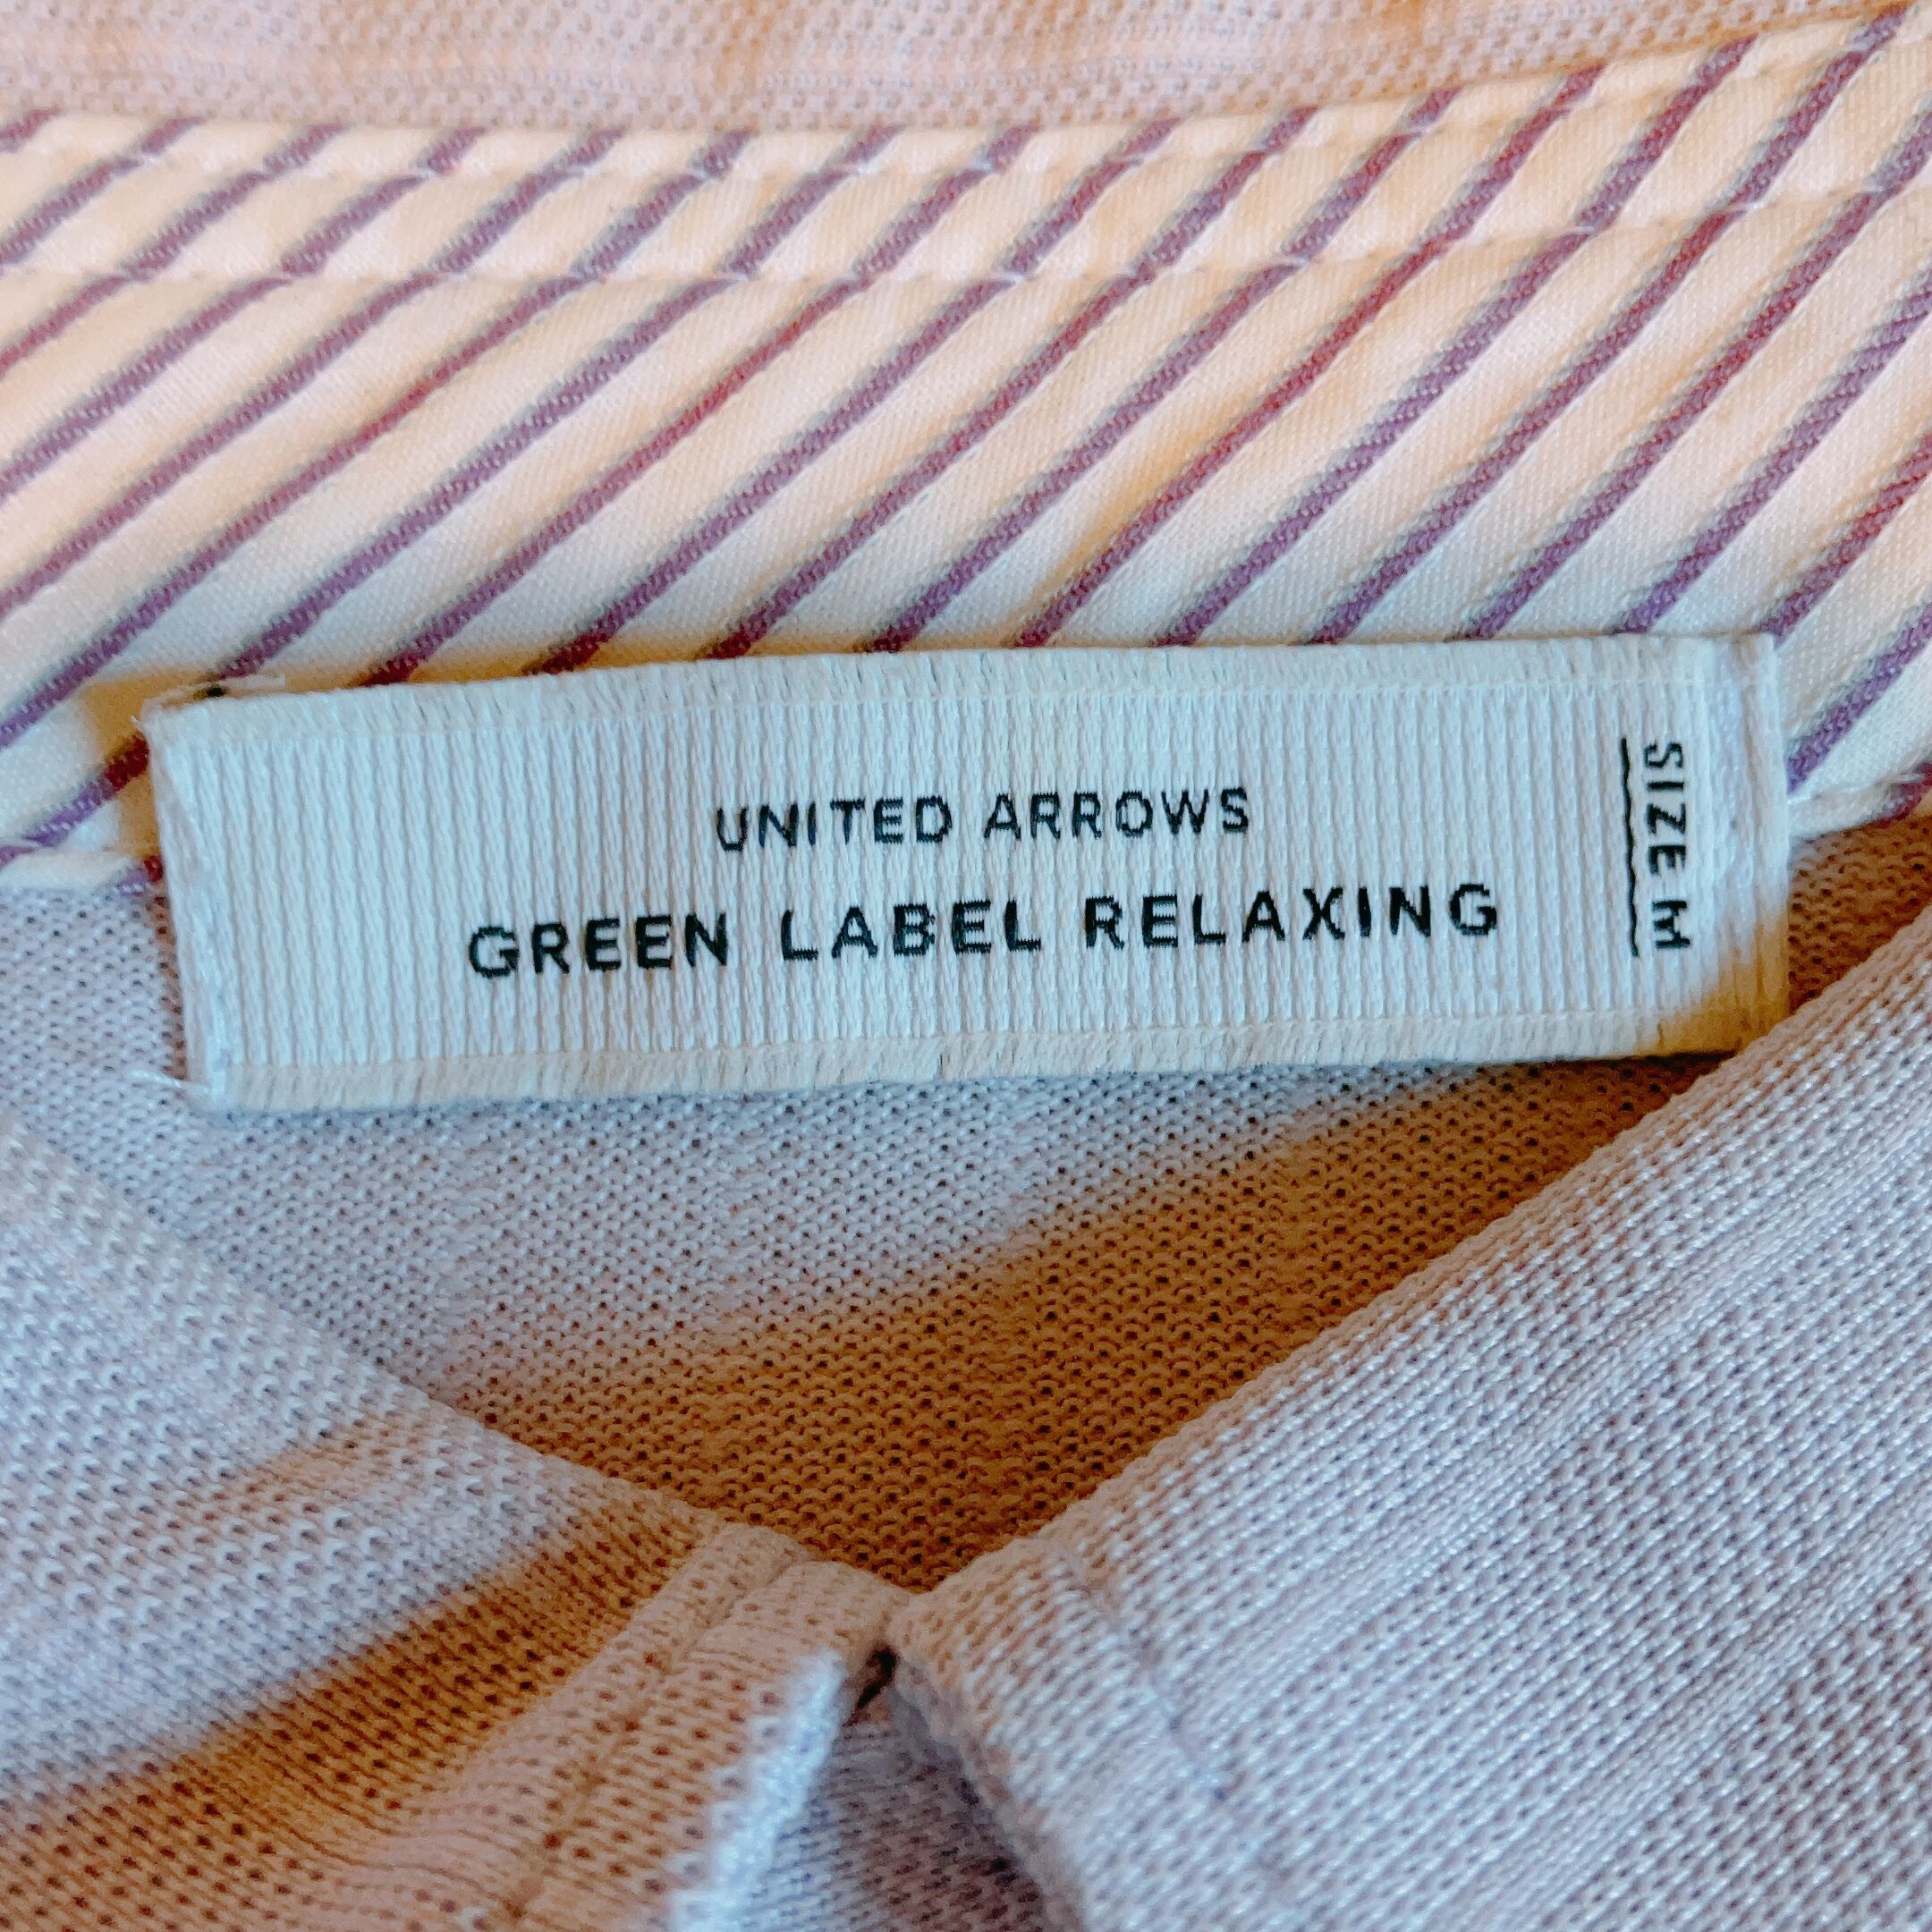 UNITED ARROWS
GREEN LABEL RELAXING
SIZE M